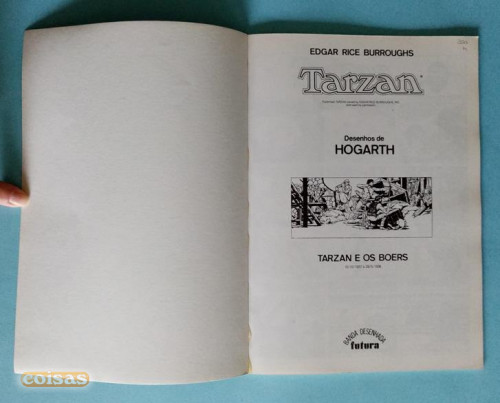 EDGAR RICE BURROUGHS
Tarzan
Desenhos de
HOGARTH
TARZAN E OS BOERS
BANDA DESENHADA
futura
coisas